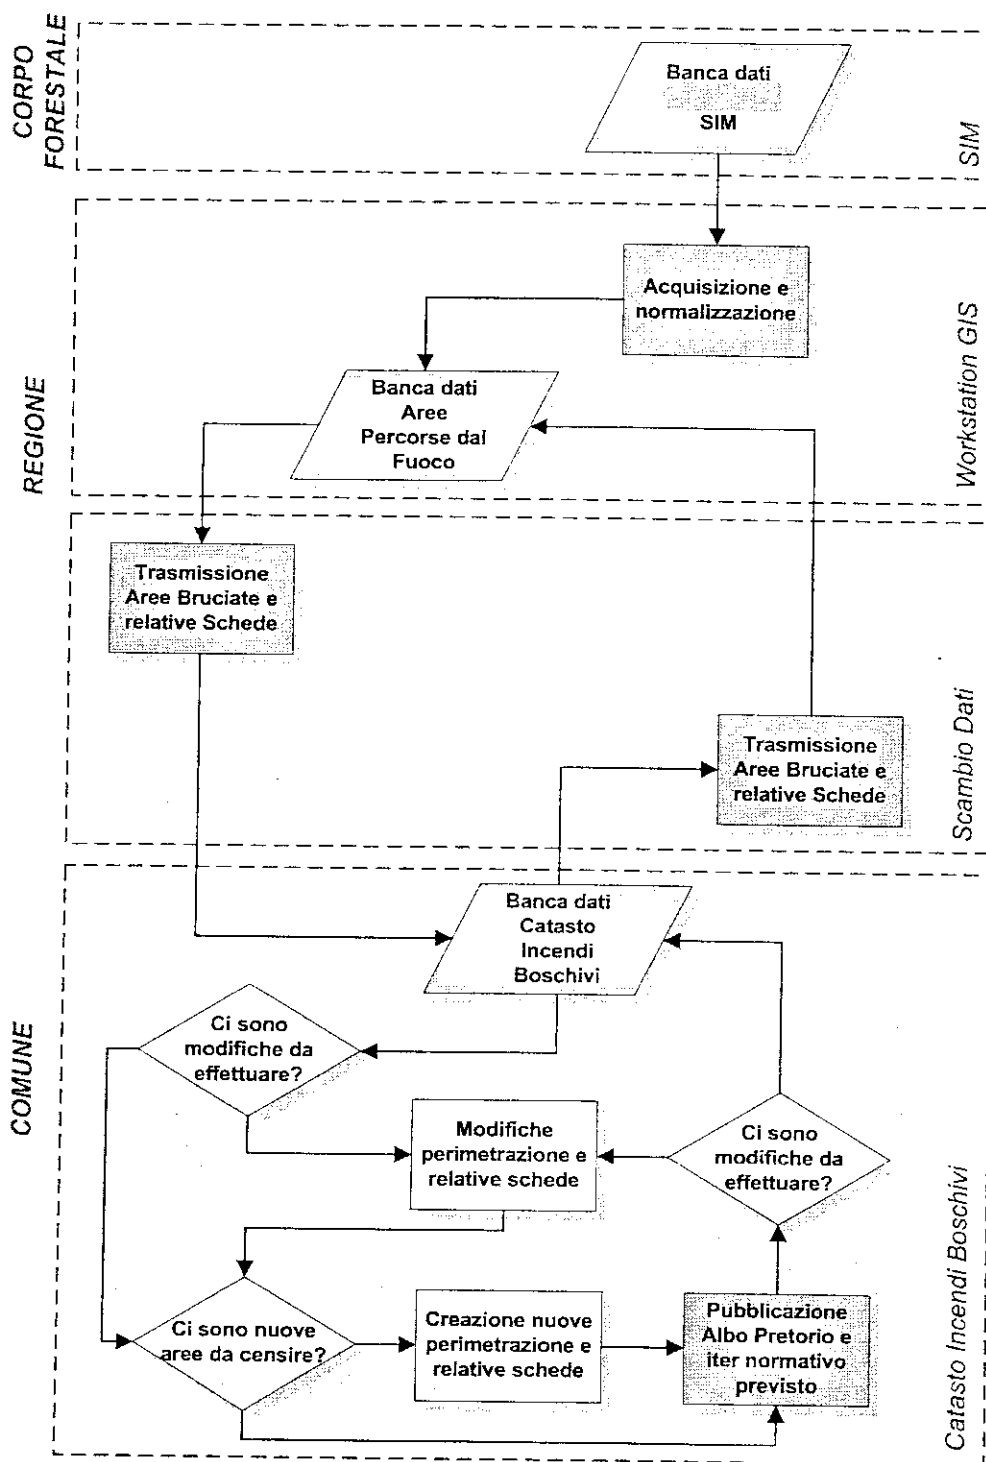 CORPO
FORESTALE
Banca dati
SIM
SIM
REGIONE
Acquisizione e
normalizzazione
Workstation GIS
Banca dati
Aree
Percorse dal
Fuoco
Trasmissione
Aree Bruciate e
relative Schede
Trasmissione
Aree Bruciate e
relative Schede
Scambio Dati
COMUNE
Banca dati
Catasto
Incendi
Boschivi
Ci sono
modifiche da
effettuare?
Modifiche
perimetrazione e
relative schede
Ci sono
modifiche da
effettuare?
Ci sono nuove
aree da censire?
Creazione nuove
perimetrazione e
relative schede
Pubblicazione
Albo Pretorio e
iter normativo
previsto
Catasto Incendi Boschivi